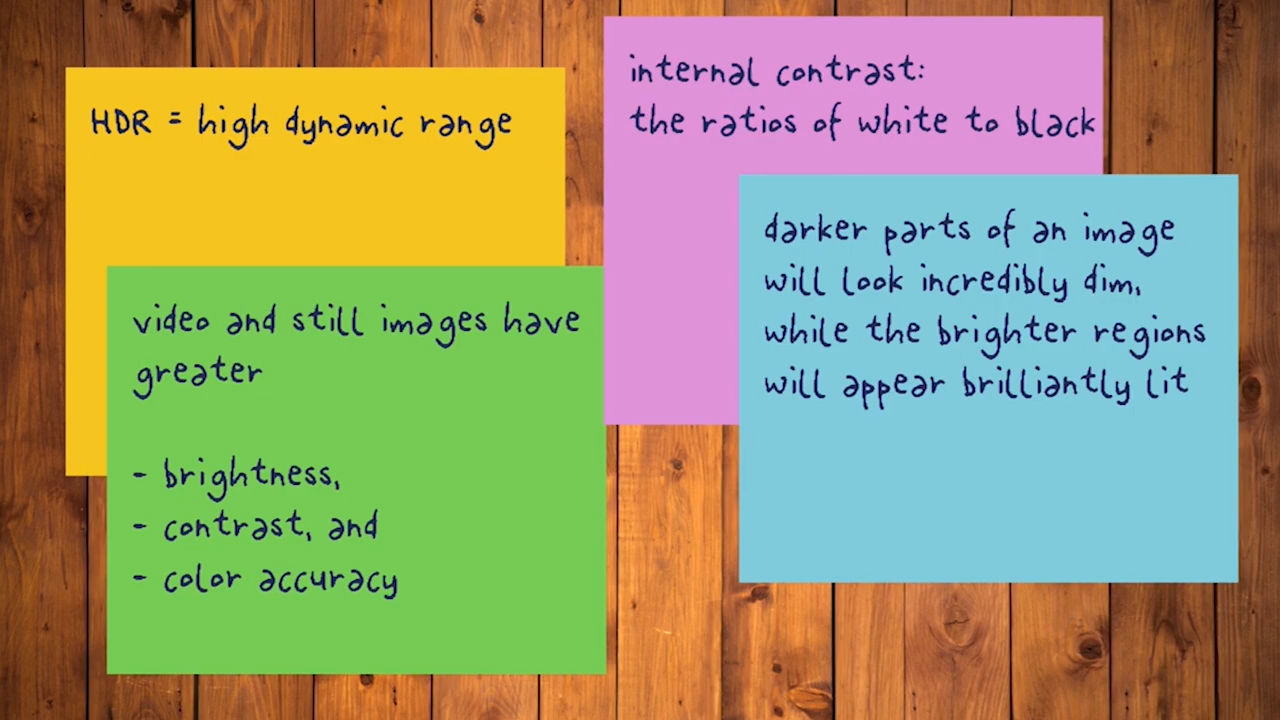 HDR = high dynamic range
video and still images have
greater
- brightness,
- contrast, and
- color accuracy
internal contrast:
the ratios of white to black
darker parts of an image
will look incredibly dim,
while the brighter regions
will appear brilliantly lit